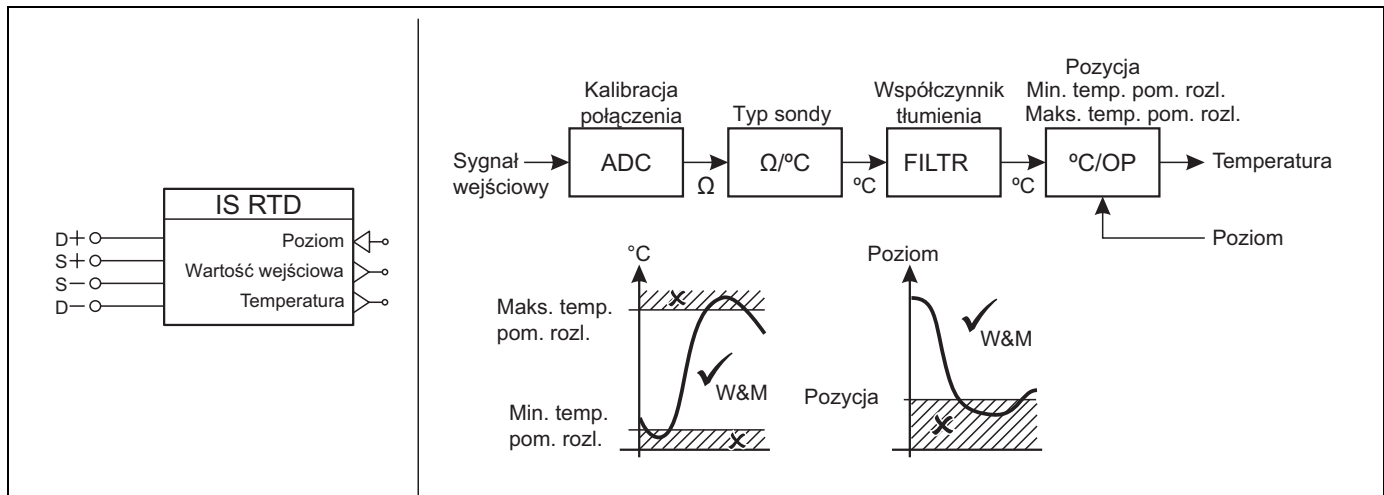 IS RTD
D+
S+
S−
D−
Poziom
Wartość wejściowa
Temperatura
Kalibracja
połączenia
Typ sondy
Współczynnik
tłumienia
Pozycja
Min. temp. pom. rozl.
Maks. temp. pom. rozl.
Sygnał
wejściowy
ADC
Ω
Ω/ºC
ºC
FILTR
ºC
ºC/OP
Temperatura
Poziom
°C
Maks. temp.
pom. rozl.
W&M
Min. temp.
pom. rozl.
Poziom
W&M
Pozycja